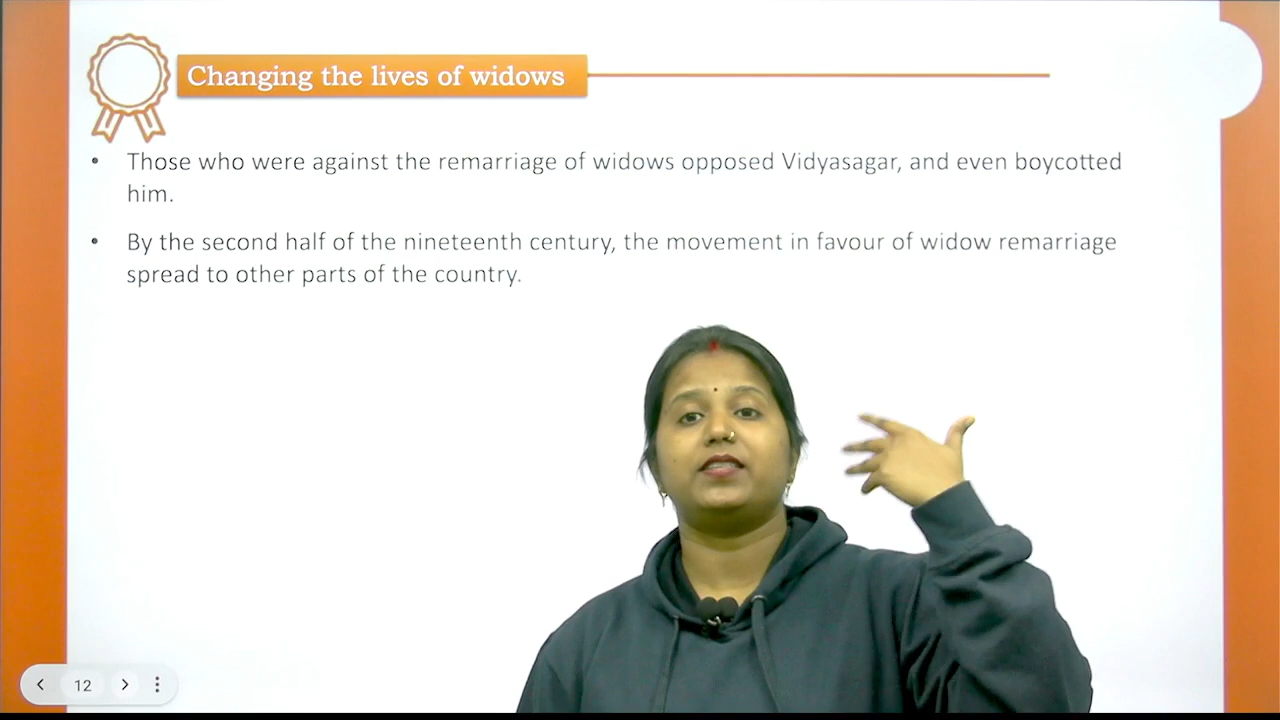 Changing the lives of widows
• Those who were against the remarriage of widows opposed Vidyasagar, and even boycotted
him.
• By the second half of the nineteenth century, the movement in favour of widow remarriage
spread to other parts of the country.
12